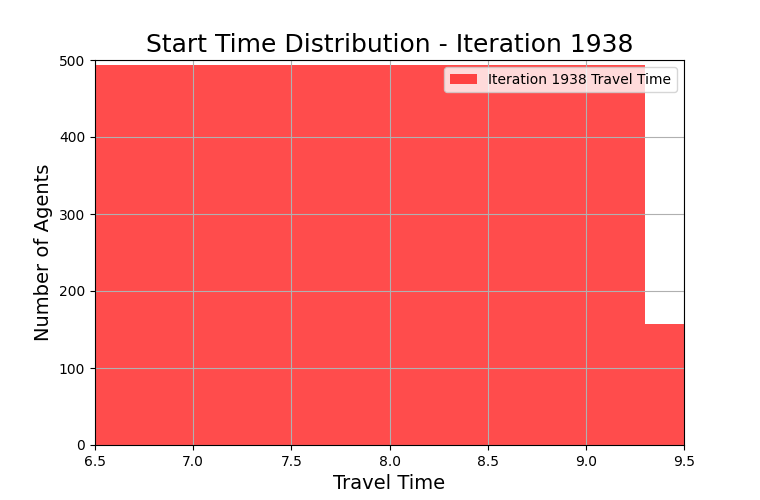 Start Time Distribution - Iteration 1938
Iteration 1938 Travel Time
Number of Agents
500
400
300
200
100
0
6.5 7.0 7.5 8.0 8.5 9.0 9.5
Travel Time